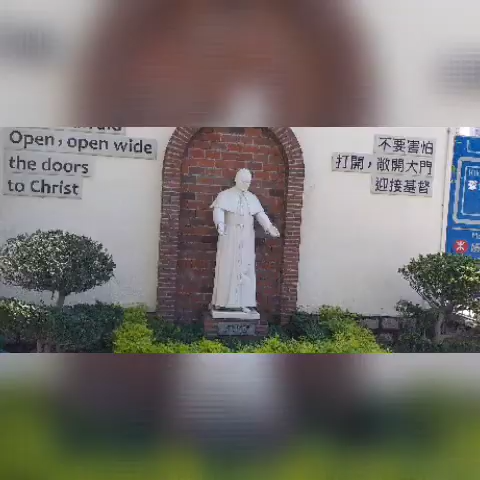 Open, open wide
the doors
to Christ
不要害怕
打開，敞開大門
迎接基督